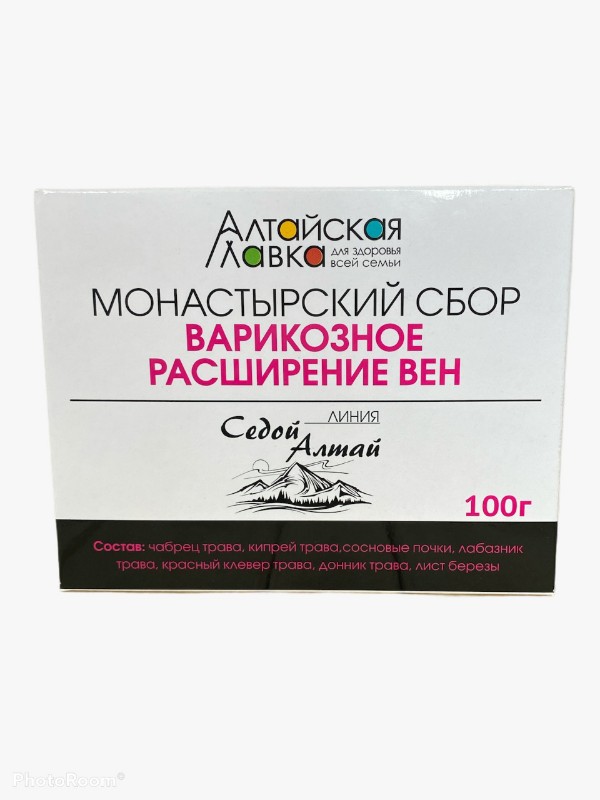 Алтайская
Лавка
для здоровья
всей семьи
МОНАСТЫРСКИЙ СБОР
ВАРИКОЗНОЕ
РАСШИРЕНИЕ ВЕН
ЛИНИЯ
Седой
Алтай
100г
Состав: чабрец трава, кипрей трава,сосновые почки, лабазник
трава, красный клевер трава, донник трава, лист березы
PhotoRoom®